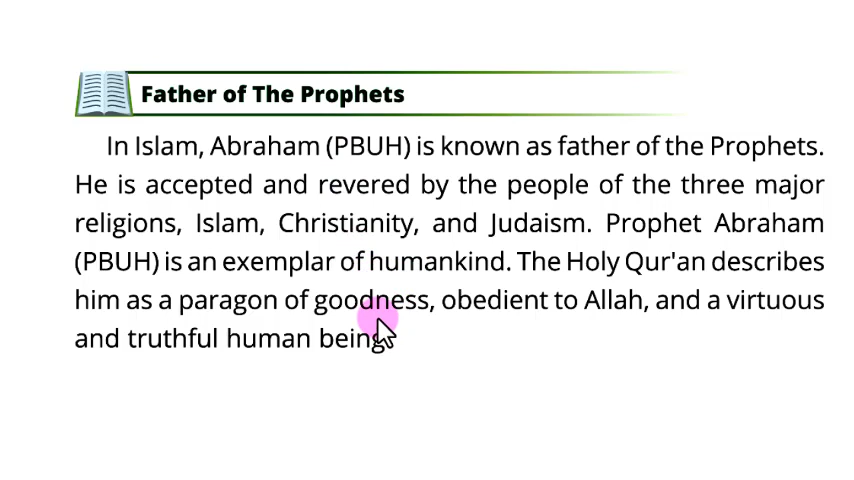 Father of The Prophets
In Islam, Abraham (PBUH) is known as father of the Prophets.
He is accepted and revered by the people of the three major
religions, Islam, Christianity, and Judaism. Prophet Abraham
(PBUH) is an exemplar of humankind. The Holy Qur'an describes
him as a paragon of goodness, obedient to Allah, and a virtuous
and truthful human being